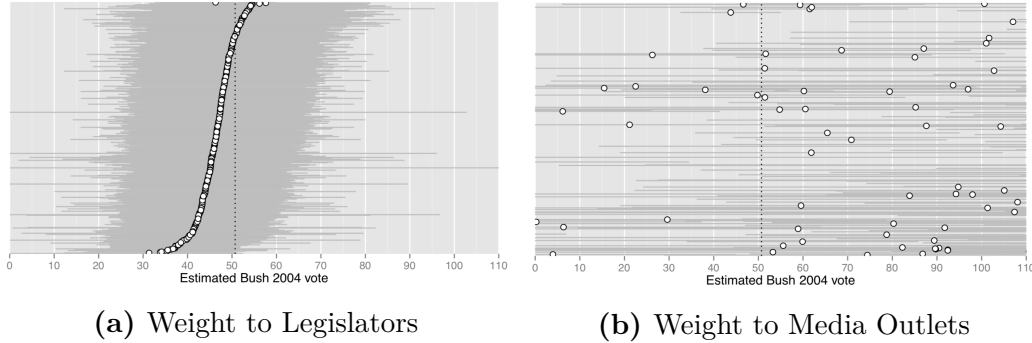 0 10 20 30 40 50 60 70 80 90 100 110
Estimated Bush 2004 vote
(a) Weight to Legislators
0 10 20 30 40 50 60 70 80 90 100 110
Estimated Bush 2004 vote
(b) Weight to Media Outlets